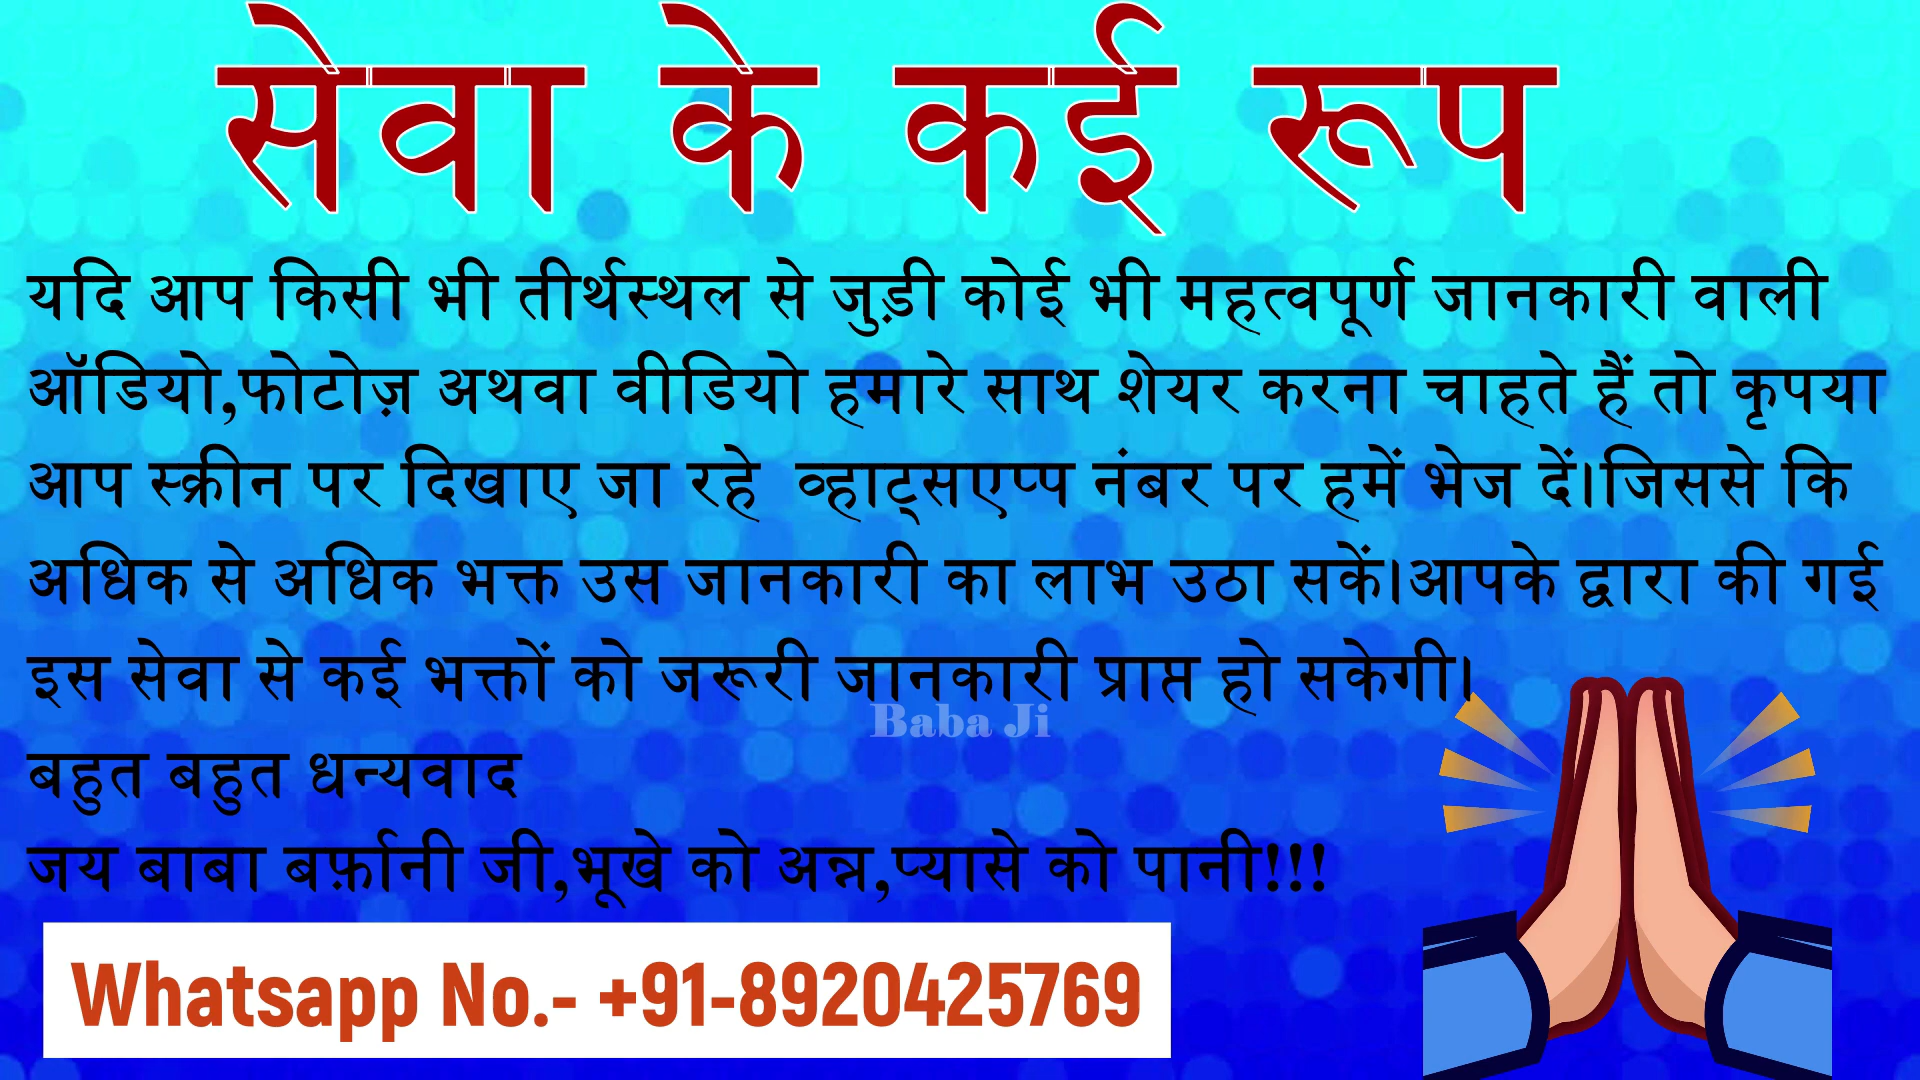 सेवा के कई रूप
यदि आप किसी भी तीर्थस्थल से जुड़ी कोई भी महत्वपूर्ण जानकारी वाली
ऑडियो,फोटोज़ अथवा वीडियो हमारे साथ शेयर करना चाहते हैं तो कृपया
आप स्क्रीन पर दिखाए जा रहे व्हाट्सएप्प नंबर पर हमें भेज दें।जिससे कि
अधिक से अधिक भक्त उस जानकारी का लाभ उठा सकें।आपके द्वारा की गई
इस सेवा से कई भक्तों को जरूरी जानकारी प्राप्त हो सकेगी।
Baba Ji
बहुत बहुत धन्यवाद
जय बाबा बर्फ़ानी जी,भूखे को अन्न,प्यासे को पानी!!!
Whatsapp No.- +91-8920425769